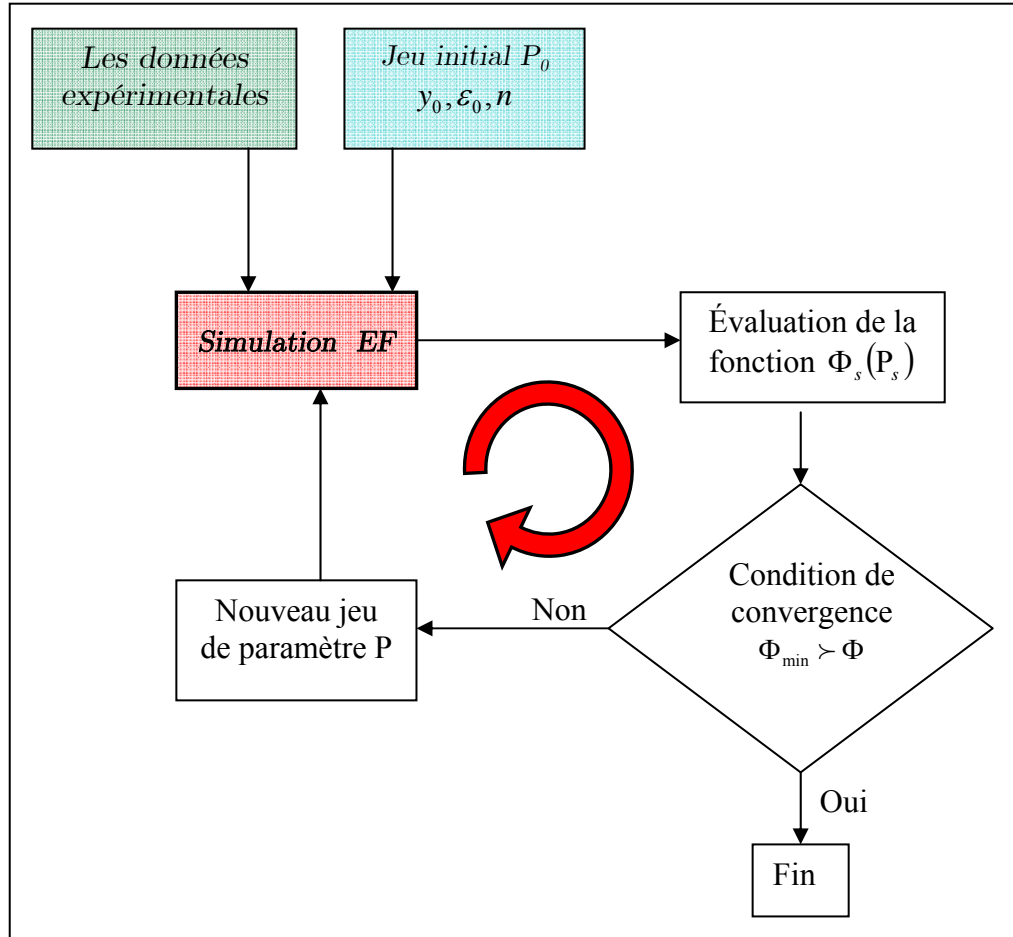 Les données
expérimentales
Jeu initial P₀
y₀, ε₀, n
Simulation EF
Évaluation de la
fonction Φₛ(Pₛ)
Condition de
convergence
Φmin ≻ Φ
Non
Nouveau jeu
de paramètre P
Oui
Fin